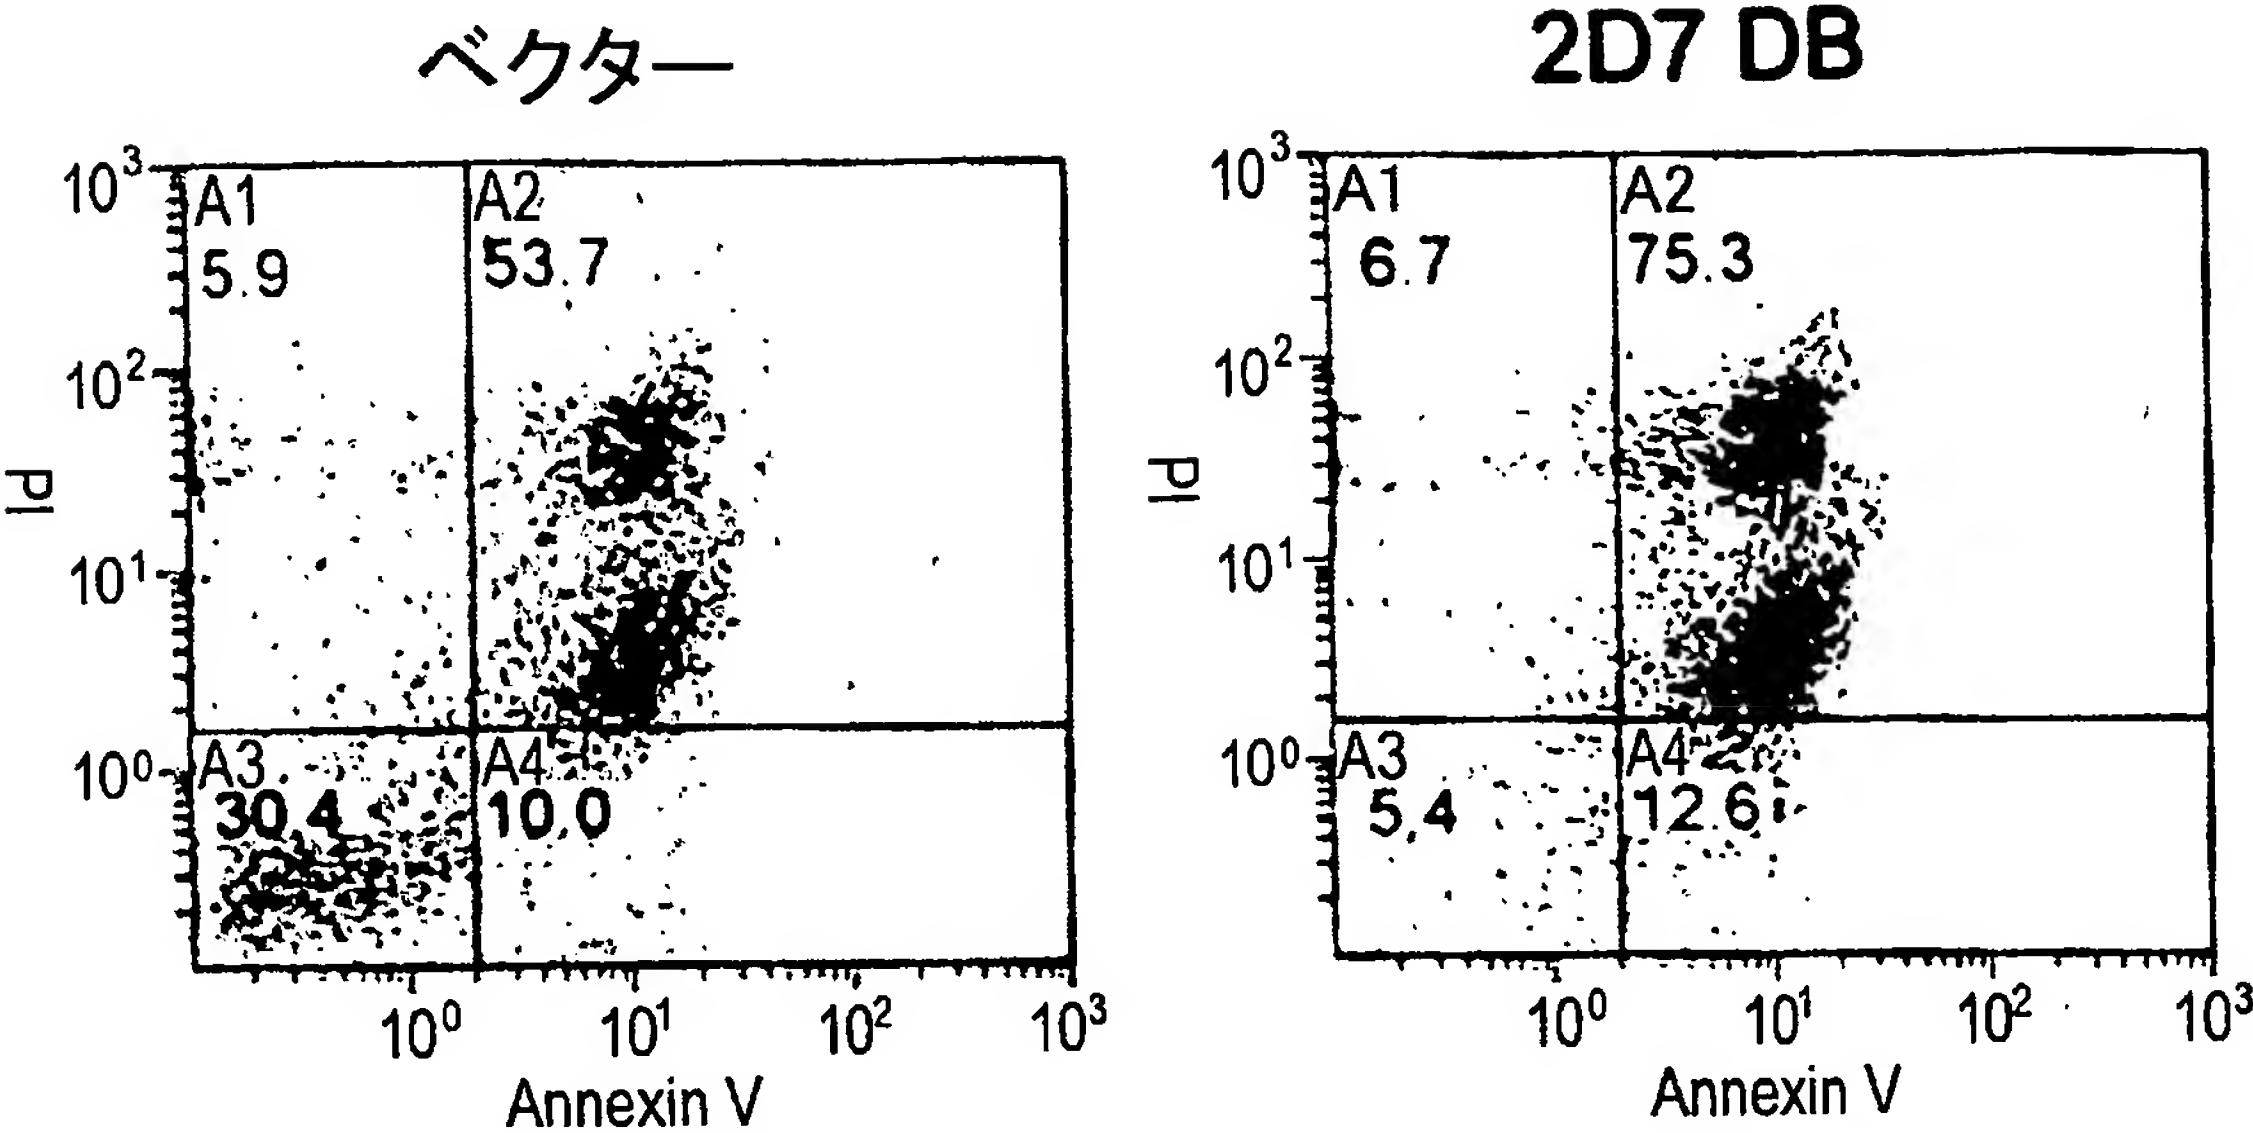 ベクター
10³
A1
5.9
A2
53.7
10²
10¹
10⁰
PI
A3
30.4
A4
10.0
10⁰ 10¹ 10² 10³
Annexin V
2D7 DB
10³
A1
6.7
A2
75.3
10²
10¹
10⁰
PI
A3
5.4
A4
12.6
10⁰ 10¹ 10² 10³
Annexin V